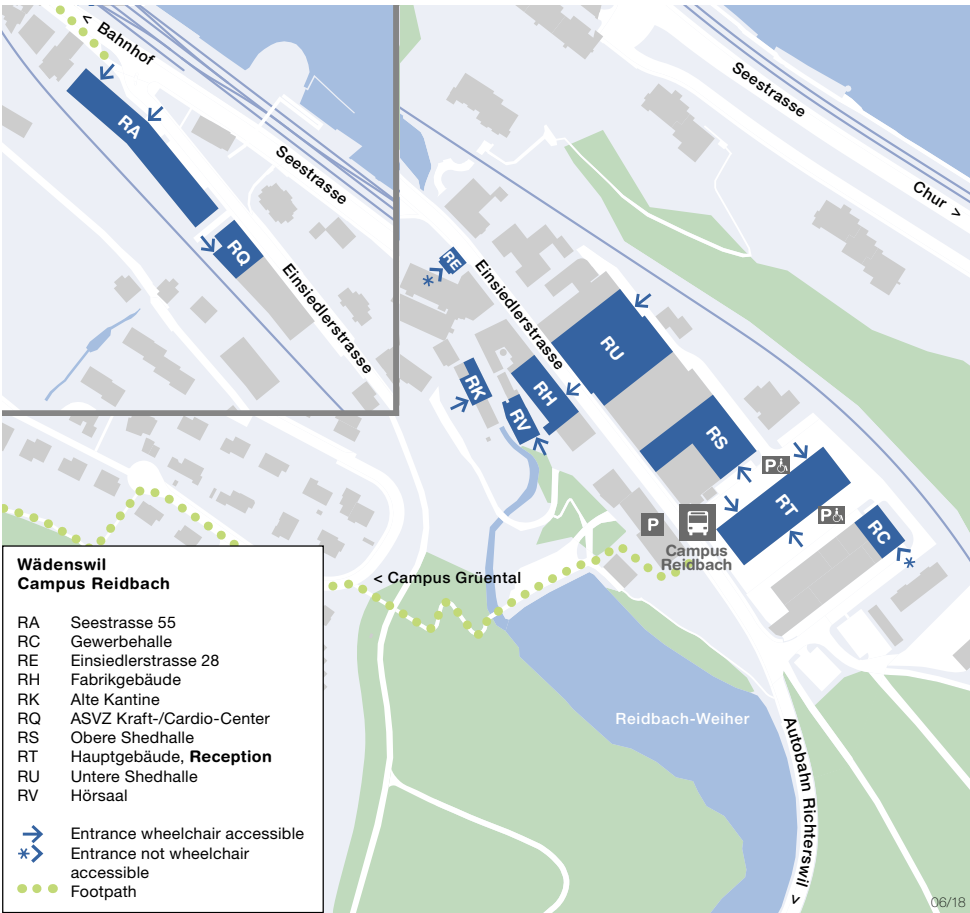 < Bahnhof
RA
Seestrasse
RQ
Einsiedlerstrasse
Seestrasse
Chur >
RE
*
Einsiedlerstrasse
RU
RK
RH
RV
RS
P
RT
P
RC
*
P
Campus
Reidbach
< Campus Grüental
Reidbach-Weiher
Autobahn Richterswil >
Wädenswil
Campus Reidbach
RA Seestrasse 55
RC Gewerbehalle
RE Einsiedlerstrasse 28
RH Fabrikgebäude
RK Alte Kantine
RQ ASVZ Kraft-/Cardio-Center
RS Obere Shedhalle
RT Hauptgebäude, Reception
RU Untere Shedhalle
RV Hörsaal
Entrance wheelchair accessible
* Entrance not wheelchair
accessible
Footpath
06/18